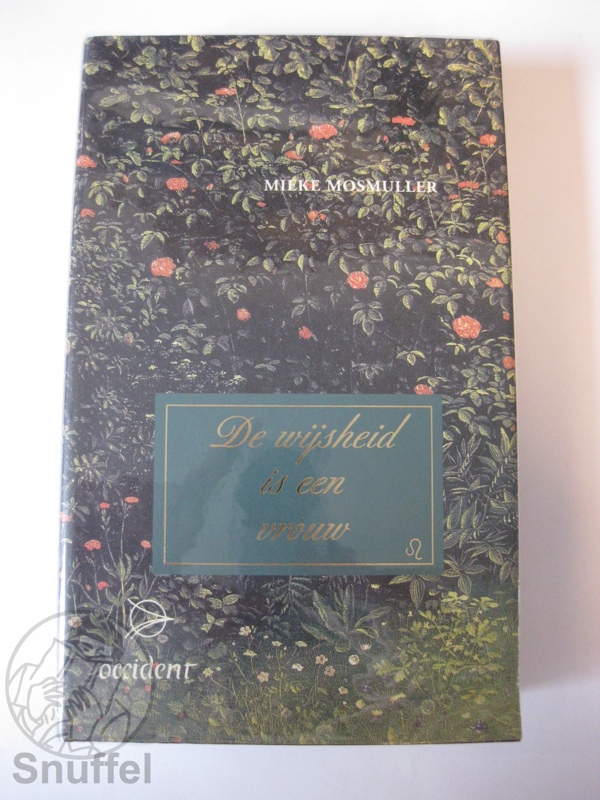 MIEKE MOSMULLER
De wijsheid
is een
vrouw
occident
Snuffel